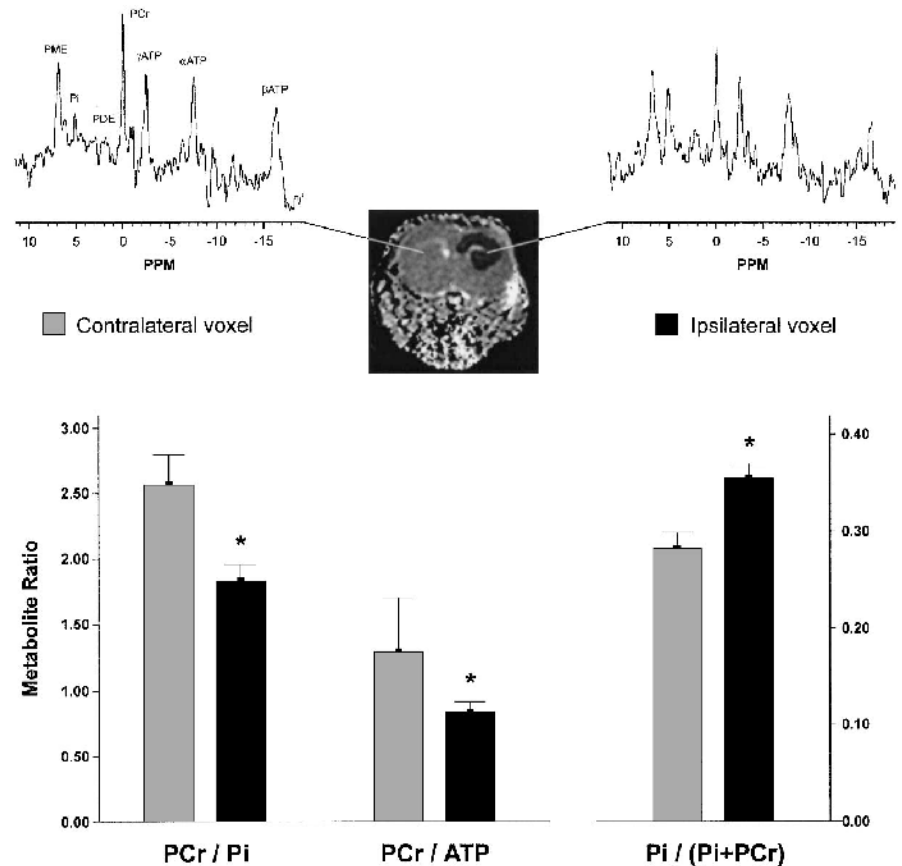 PCr
PME
γATP
αATP
Pi
βATP
PDE
10 5 0 -5 -10 -15
PPM
10 5 0 -5 -10 -15
PPM
Contralateral voxel
Ipsilateral voxel
3.00
2.50
2.00
1.50
1.00
0.50
0.00
Metabolite Ratio
*
*
*
0.40
0.30
0.20
0.10
0.00
PCr / Pi
PCr / ATP
Pi / (Pi+PCr)